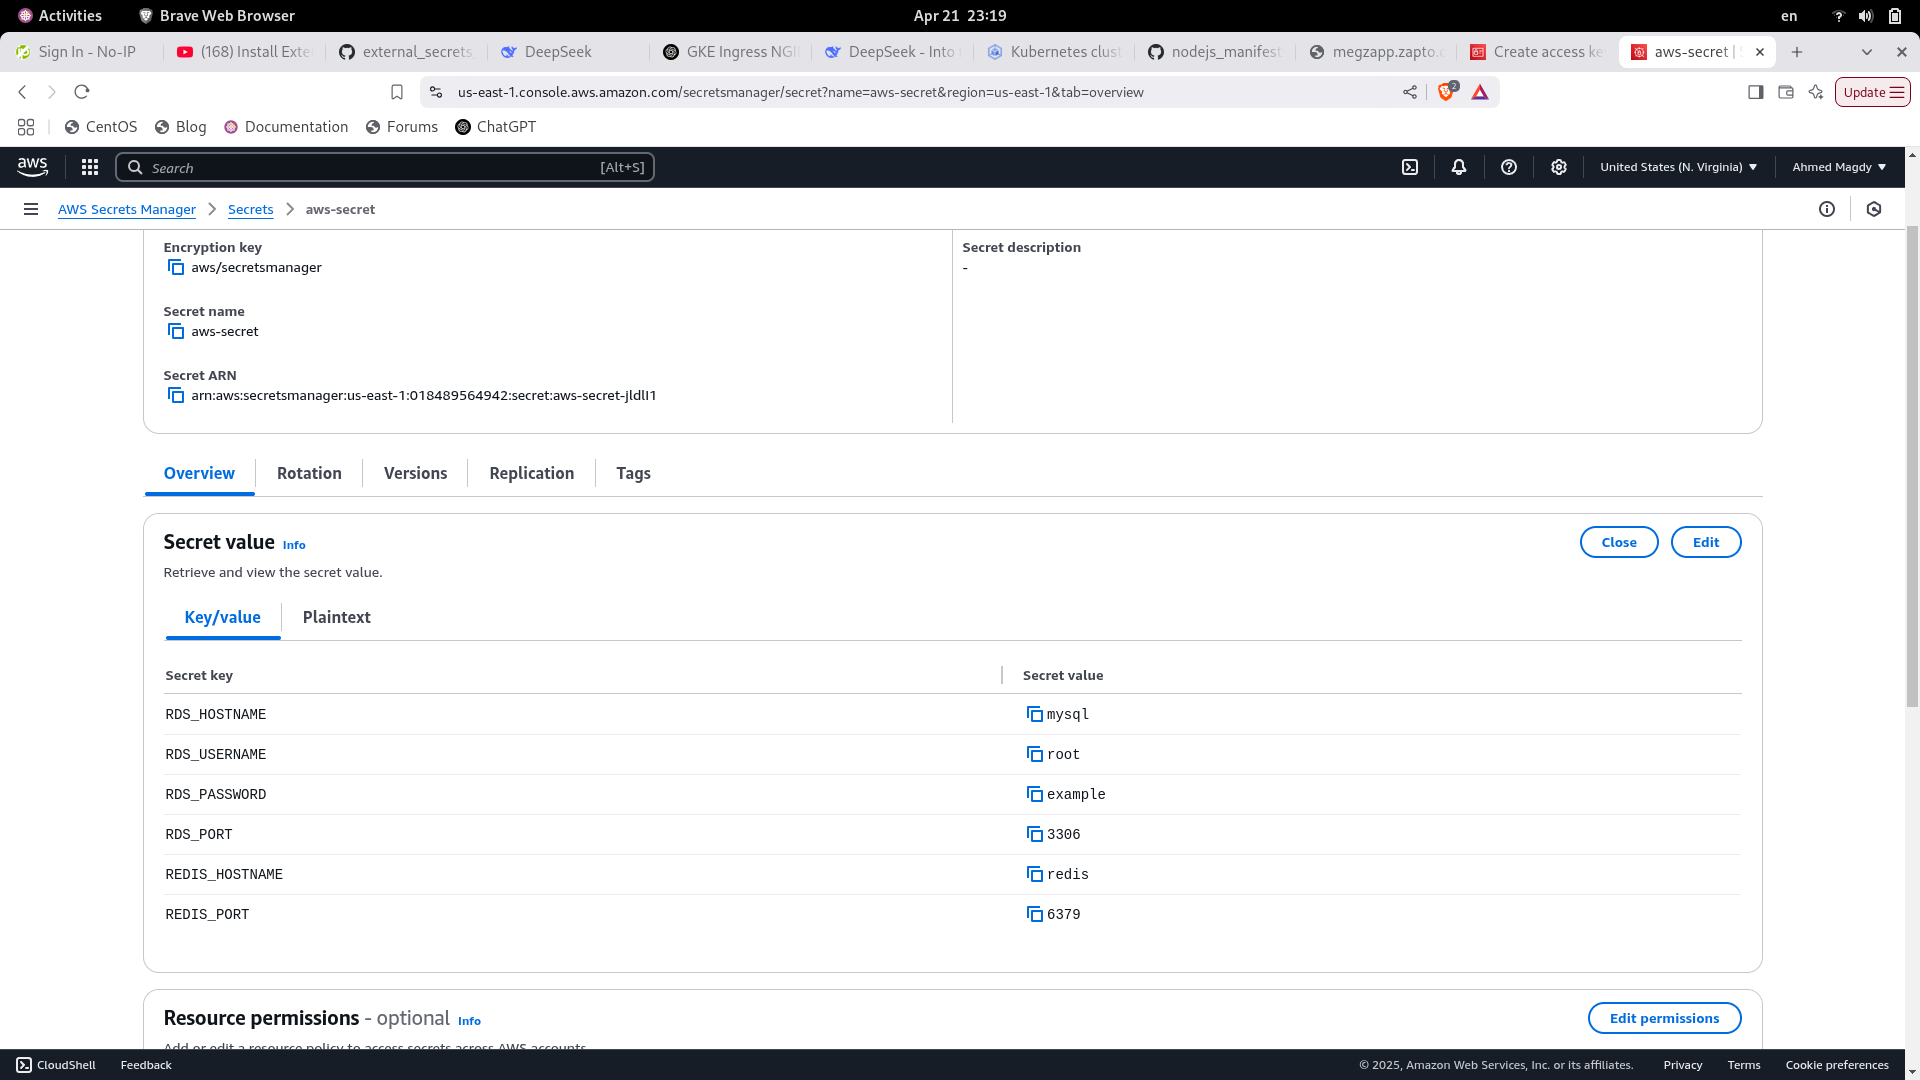 Activities Brave Web Browser Apr 21 23:19 en
Sign In - No-IP (168) Install Exte external_secrets DeepSeek GKE Ingress NGI DeepSeek - Into Kubernetes clust nodejs_manifest megzapp.zapto.c Create access ke aws-secret |
us-east-1.console.aws.amazon.com/secretsmanager/secret?name=aws-secret&region=us-east-1&tab=overview 2 Update
CentOS Blog Documentation Forums ChatGPT
aws Search [Alt+S] United States (N. Virginia) Ahmed Magdy
AWS Secrets Manager Secrets aws-secret
Encryption key
aws/secretsmanager
Secret description
-
Secret name
aws-secret
Secret ARN
arn:aws:secretsmanager:us-east-1:018489564942:secret:aws-secret-jldlI1
Overview Rotation Versions Replication Tags
Secret value Info Close Edit
Retrieve and view the secret value.
Key/value Plaintext
Secret key Secret value
RDS_HOSTNAME mysql
RDS_USERNAME root
RDS_PASSWORD example
RDS_PORT 3306
REDIS_HOSTNAME redis
REDIS_PORT 6379
Resource permissions - optional Info Edit permissions
Add or edit a resource policy to access secrets across AWS accounts.
CloudShell Feedback © 2025, Amazon Web Services, Inc. or its affiliates. Privacy Terms Cookie preferences